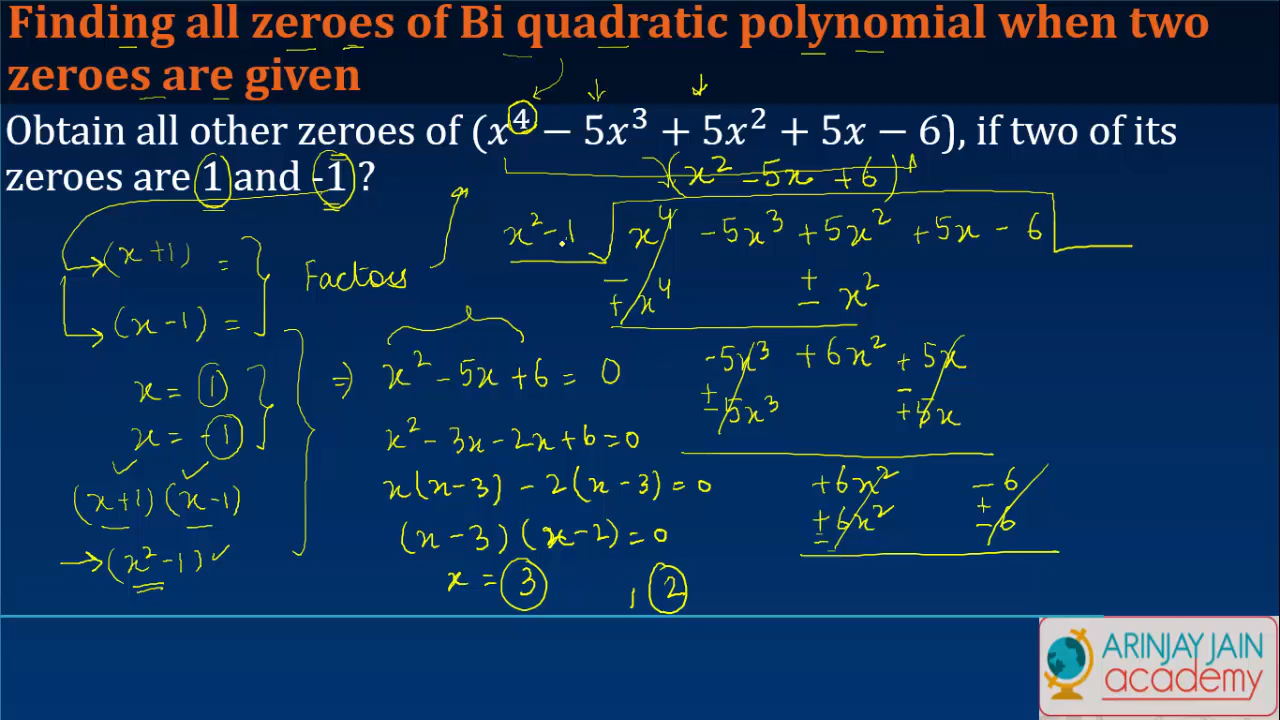 Finding all zeroes of Bi quadratic polynomial when two
zeroes are given
Obtain all other zeroes of (x⁴ − 5x³ + 5x² + 5x − 6), if two of its
zeroes are 1 and -1 ?
(x² - 5x + 6)
x² - 1
x⁴ - 5x³ + 5x² + 5x - 6
(x + 1) =
(x - 1) =
Factors
x⁴
± x²
- 5x³ + 6x² + 5x
x = 1
x = -1
(x+1) (x-1)
→ (x² - 1)
⇒ x² - 5x + 6 = 0
x² - 3x - 2x + 6 = 0
x(x-3) - 2(x-3) = 0
(x - 3) (x - 2) = 0
x = 3 , 2
5x³
5x
+6x² - 6
6x²
6
ARINJAY JAIN
academy